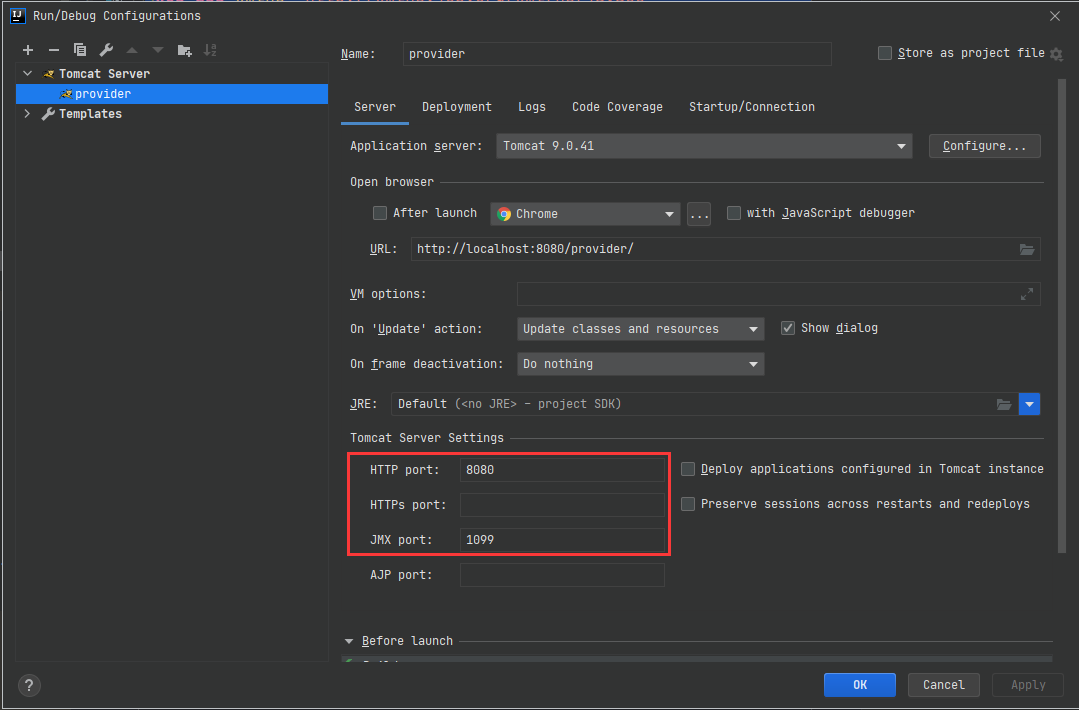 Run/Debug Configurations
Name: provider
Store as project file
Tomcat Server
provider
Templates
Server Deployment Logs Code Coverage Startup/Connection
Application server: Tomcat 9.0.41 Configure...
Open browser
After launch Chrome ... with JavaScript debugger
URL: http://localhost:8080/provider/
VM options:
On 'Update' action: Update classes and resources Show dialog
On frame deactivation: Do nothing
JRE: Default (<no JRE> - project SDK)
Tomcat Server Settings
HTTP port: 8080 Deploy applications configured in Tomcat instance
HTTPs port: Preserve sessions across restarts and redeploys
JMX port: 1099
AJP port:
Before launch
? OK Cancel Apply